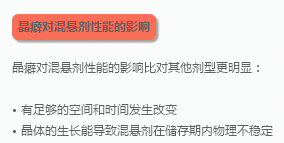 晶癖对混悬剂性能的影响
晶癖对混悬剂性能的影响比对其他剂型更明显：
• 有足够的空间和时间发生改变
• 晶体的生长能导致混悬剂在储存期内物理不稳定